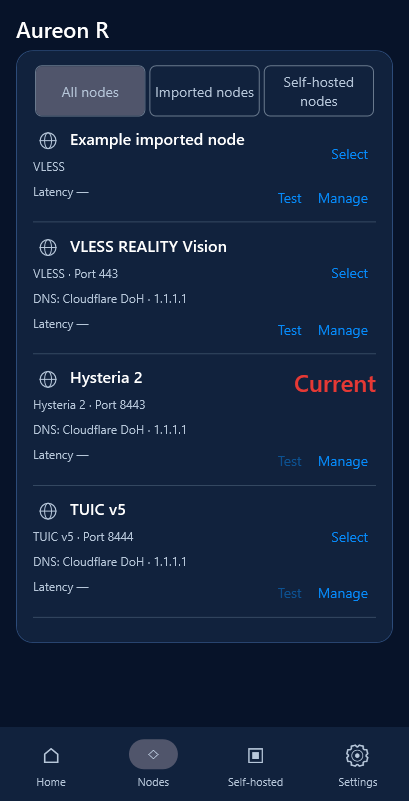 Aureon R
All nodes
Imported nodes
Self-hosted
nodes
Example imported node
Select
VLESS
Latency —
Test
Manage
VLESS REALITY Vision
VLESS · Port 443
Select
DNS: Cloudflare DoH · 1.1.1.1
Latency —
Test
Manage
Hysteria 2
Current
Hysteria 2 · Port 8443
DNS: Cloudflare DoH · 1.1.1.1
Latency —
Test
Manage
TUIC v5
TUIC v5 · Port 8444
Select
DNS: Cloudflare DoH · 1.1.1.1
Latency —
Test
Manage
Home
Nodes
Self-hosted
Settings